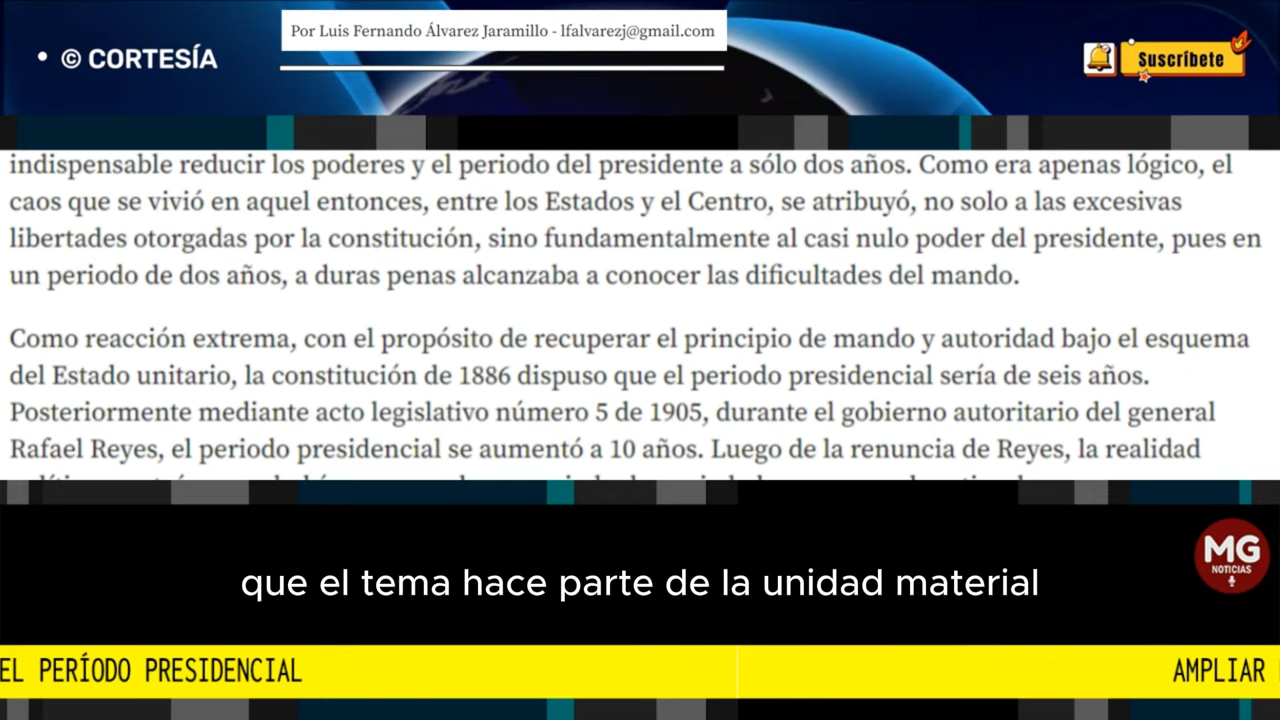 Por Luis Fernando Álvarez Jaramillo - lfalvarezj@gmail.com
• © CORTESÍA
Suscríbete
indispensable reducir los poderes y el periodo del presidente a sólo dos años. Como era apenas lógico, el
caos que se vivió en aquel entonces, entre los Estados y el Centro, se atribuyó, no solo a las excesivas
libertades otorgadas por la constitución, sino fundamentalmente al casi nulo poder del presidente, pues en
un periodo de dos años, a duras penas alcanzaba a conocer las dificultades del mando.
Como reacción extrema, con el propósito de recuperar el principio de mando y autoridad bajo el esquema
del Estado unitario, la constitución de 1886 dispuso que el periodo presidencial sería de seis años.
Posteriormente mediante acto legislativo número 5 de 1905, durante el gobierno autoritario del general
Rafael Reyes, el periodo presidencial se aumentó a 10 años. Luego de la renuncia de Reyes, la realidad
MG
NOTICIAS
que el tema hace parte de la unidad material
EL PERÍODO PRESIDENCIAL
AMPLIAR